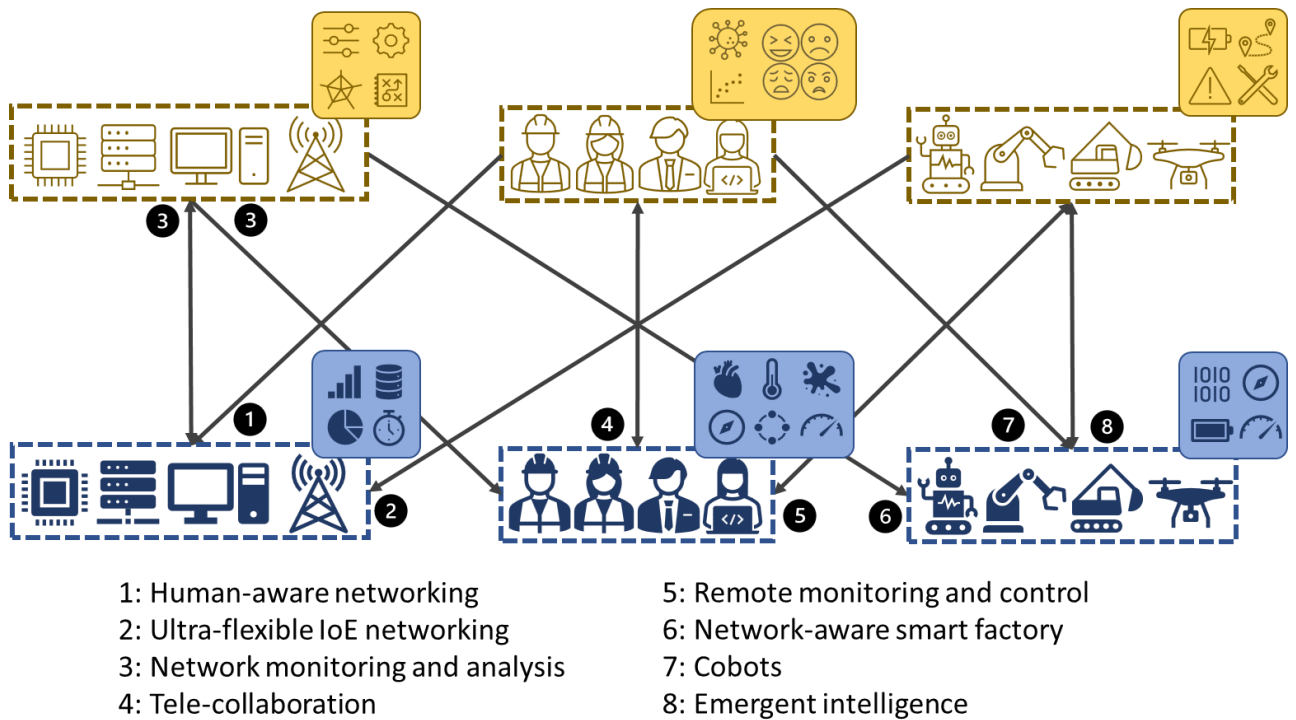 3
3
1
2
4
5
6
7
8
</>
</>
1010
1010
1: Human-aware networking
2: Ultra-flexible IoE networking
3: Network monitoring and analysis
4: Tele-collaboration
5: Remote monitoring and control
6: Network-aware smart factory
7: Cobots
8: Emergent intelligence